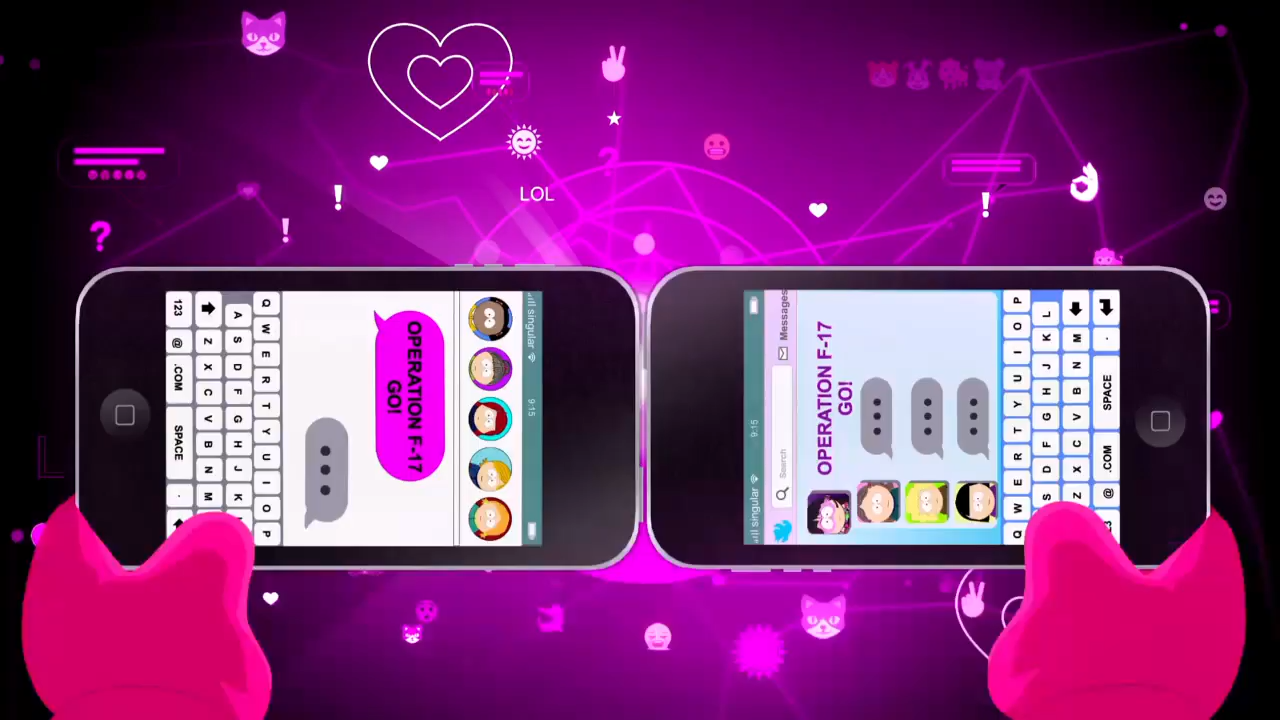 LOL
OPERATION F-17
GO!
singular
9:15
123
@
.COM
SPACE
.
Z X C V B N M
A S D F G H J K
Q W E R T Y U I O P
singular
9:15
Search
Messages
OPERATION F-17
GO!
Q W E R T Y U I O P
S D F G H J K L
Z X C V B N M
@
.COM
SPACE
.